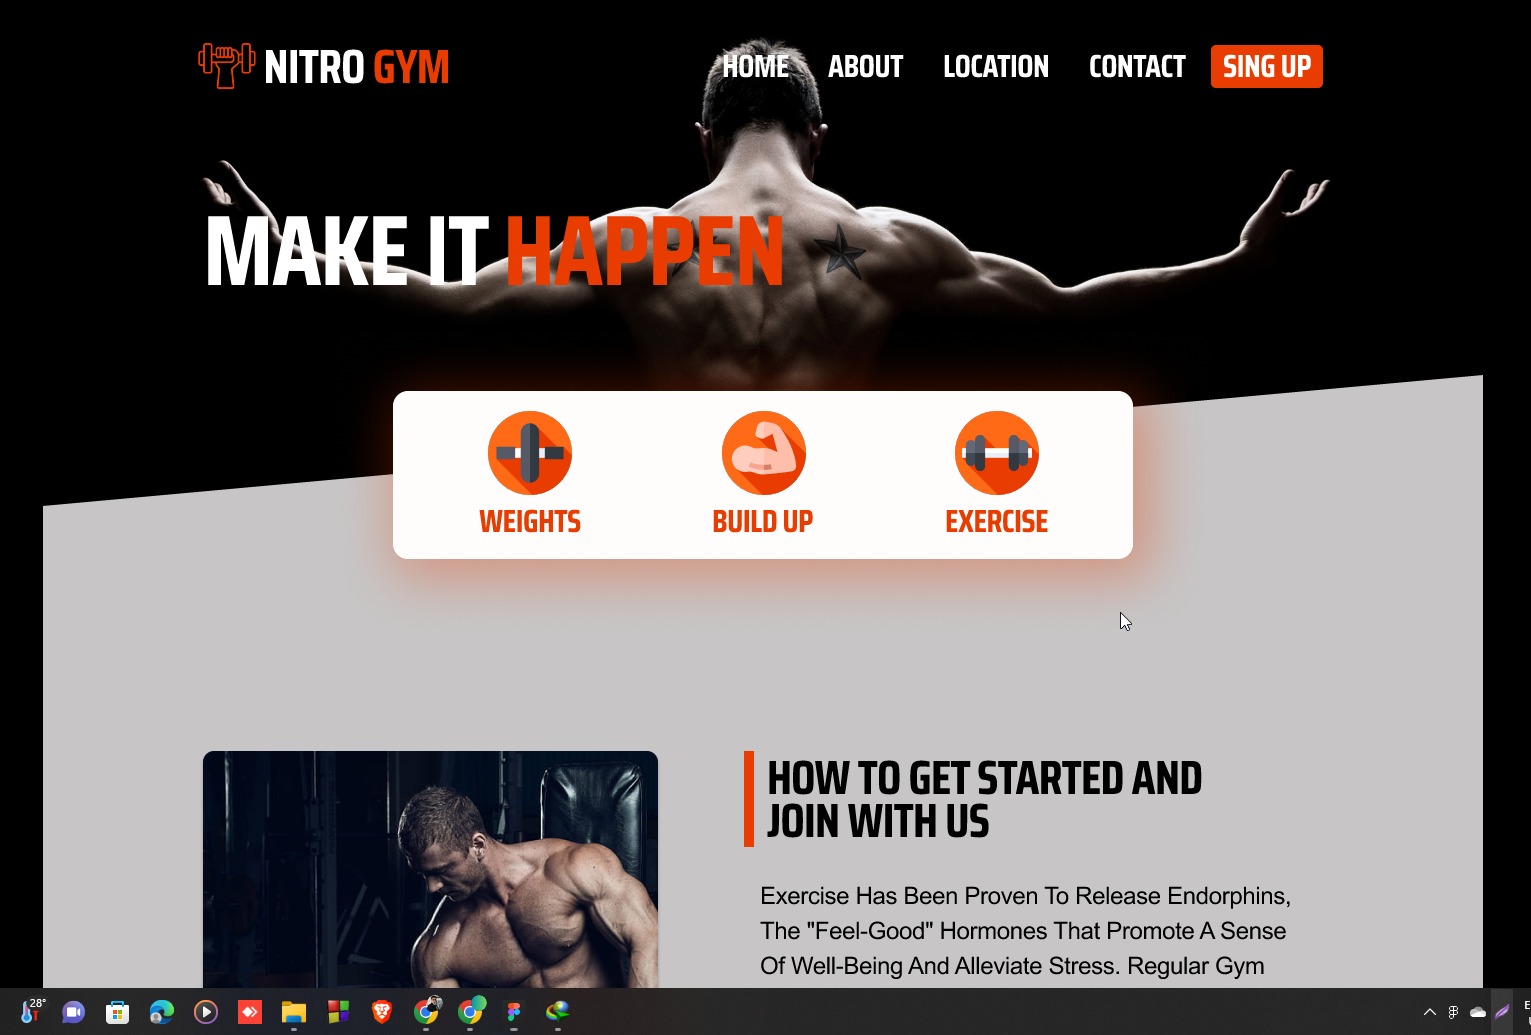 NITRO GYM
HOME ABOUT LOCATION CONTACT SING UP
MAKE IT HAPPEN
WEIGHTS BUILD UP EXERCISE
HOW TO GET STARTED AND
JOIN WITH US
Exercise Has Been Proven To Release Endorphins,
The "Feel-Good" Hormones That Promote A Sense
Of Well-Being And Alleviate Stress. Regular Gym
28°